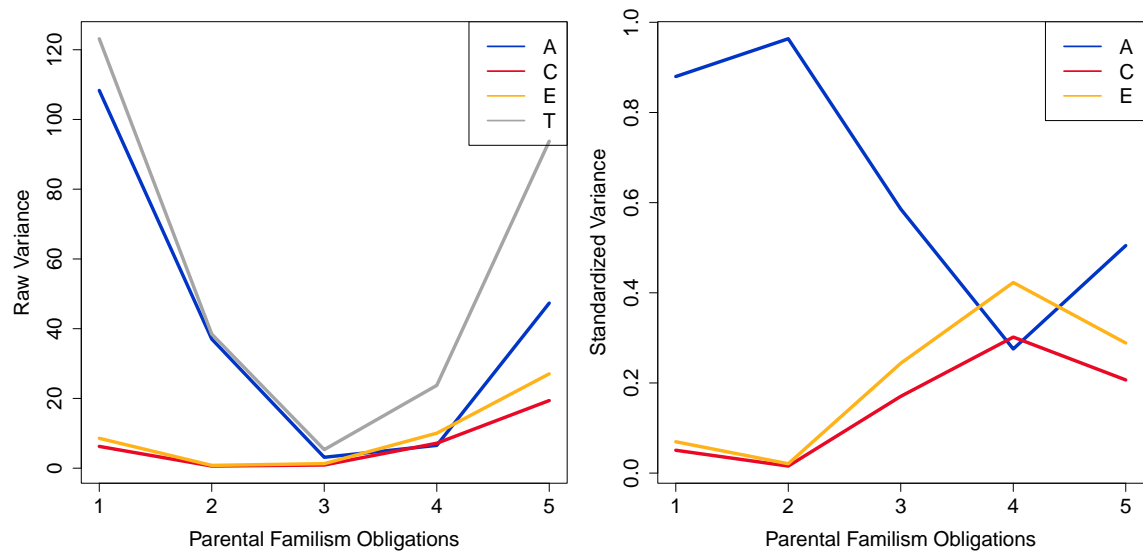 120
100
80
60
40
20
0
Raw Variance
1 2 3 4 5
Parental Familism Obligations
A
C
E
T
1.0
0.8
0.6
0.4
0.2
0.0
Standardized Variance
1 2 3 4 5
Parental Familism Obligations
A
C
E